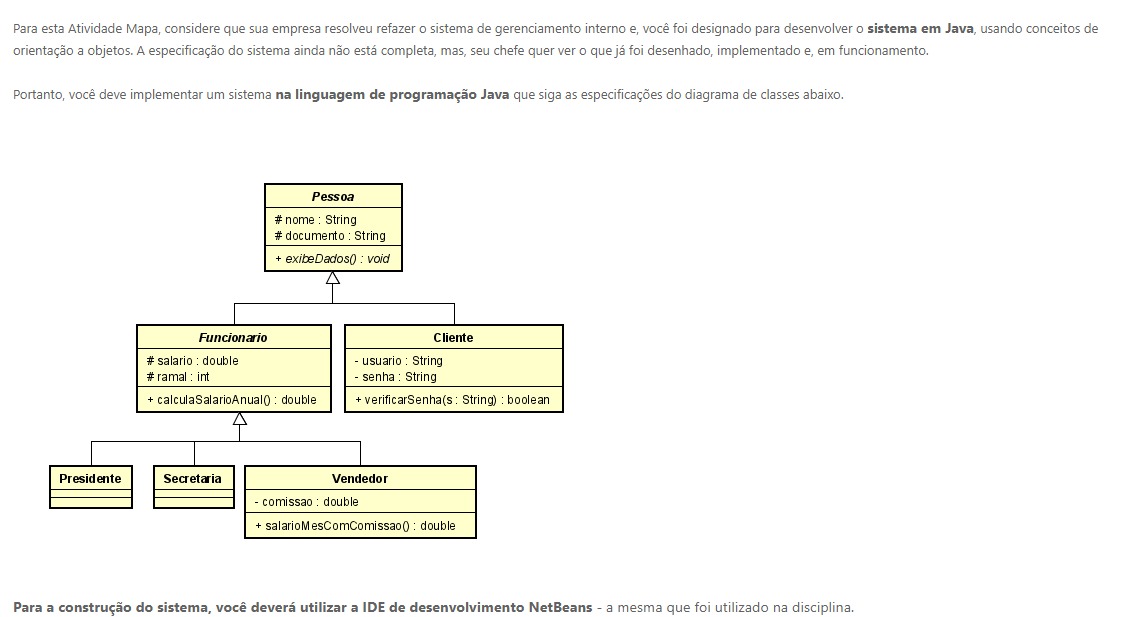 Para esta Atividade Mapa, considere que sua empresa resolveu refazer o sistema de gerenciamento interno e, você foi designado para desenvolver o sistema em Java, usando conceitos de
orientação a objetos. A especificação do sistema ainda não está completa, mas, seu chefe quer ver o que já foi desenhado, implementado e, em funcionamento.
Portanto, você deve implementar um sistema na linguagem de programação Java que siga as especificações do diagrama de classes abaixo.
Pessoa
# nome : String
# documento : String
+ exibeDados() : void
Funcionario
# salario : double
# ramal : int
+ calculaSalarioAnual() : double
Cliente
- usuario : String
- senha : String
+ verificarSenha(s : String) : boolean
Presidente
Secretaria
Vendedor
- comissao : double
+ salarioMesComComissao() : double
Para a construção do sistema, você deverá utilizar a IDE de desenvolvimento NetBeans - a mesma que foi utilizado na disciplina.